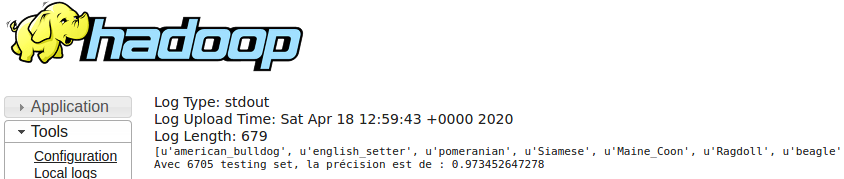 hadoop
Application
Tools
Configuration
Local logs
Log Type: stdout
Log Upload Time: Sat Apr 18 12:59:43 +0000 2020
Log Length: 679
[u'american_bulldog', u'english_setter', u'pomeranian', u'Siamese', u'Maine_Coon', u'Ragdoll', u'beagle'
Avec 6705 testing set, la précision est de : 0.973452647278